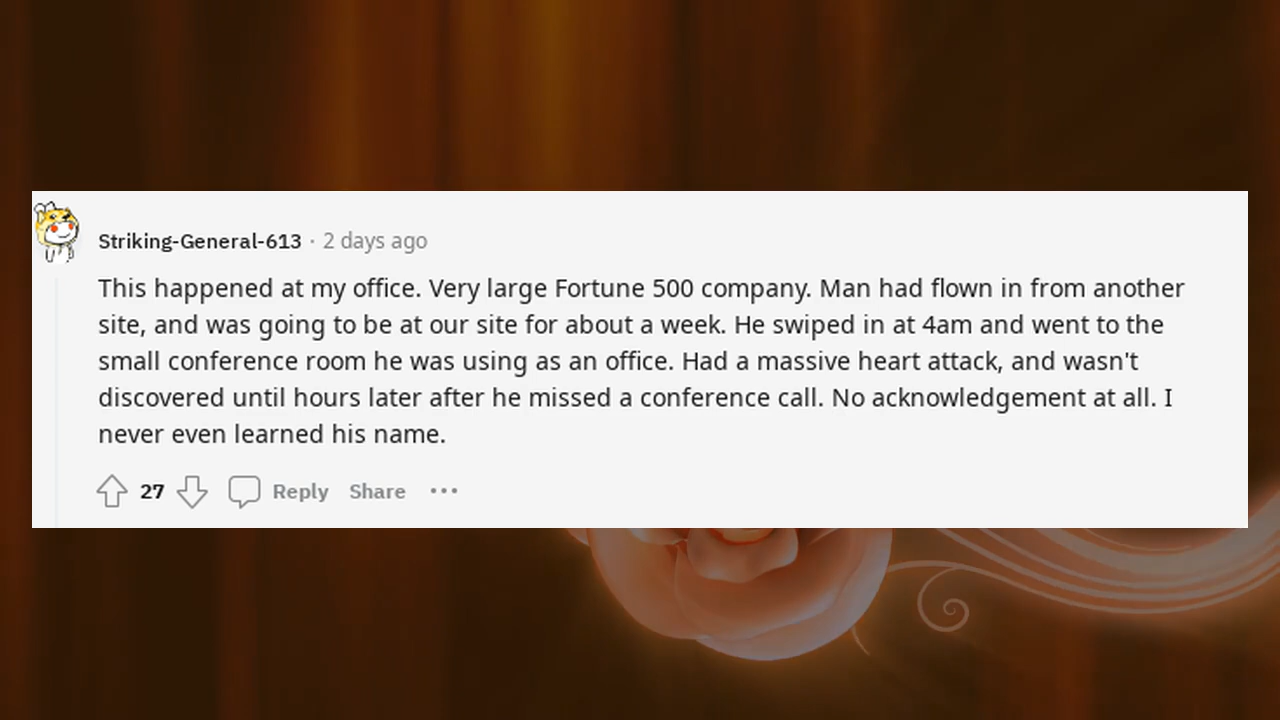 Striking-General-613 · 2 days ago
This happened at my office. Very large Fortune 500 company. Man had flown in from another
site, and was going to be at our site for about a week. He swiped in at 4am and went to the
small conference room he was using as an office. Had a massive heart attack, and wasn't
discovered until hours later after he missed a conference call. No acknowledgement at all. I
never even learned his name.
27 Reply Share •••